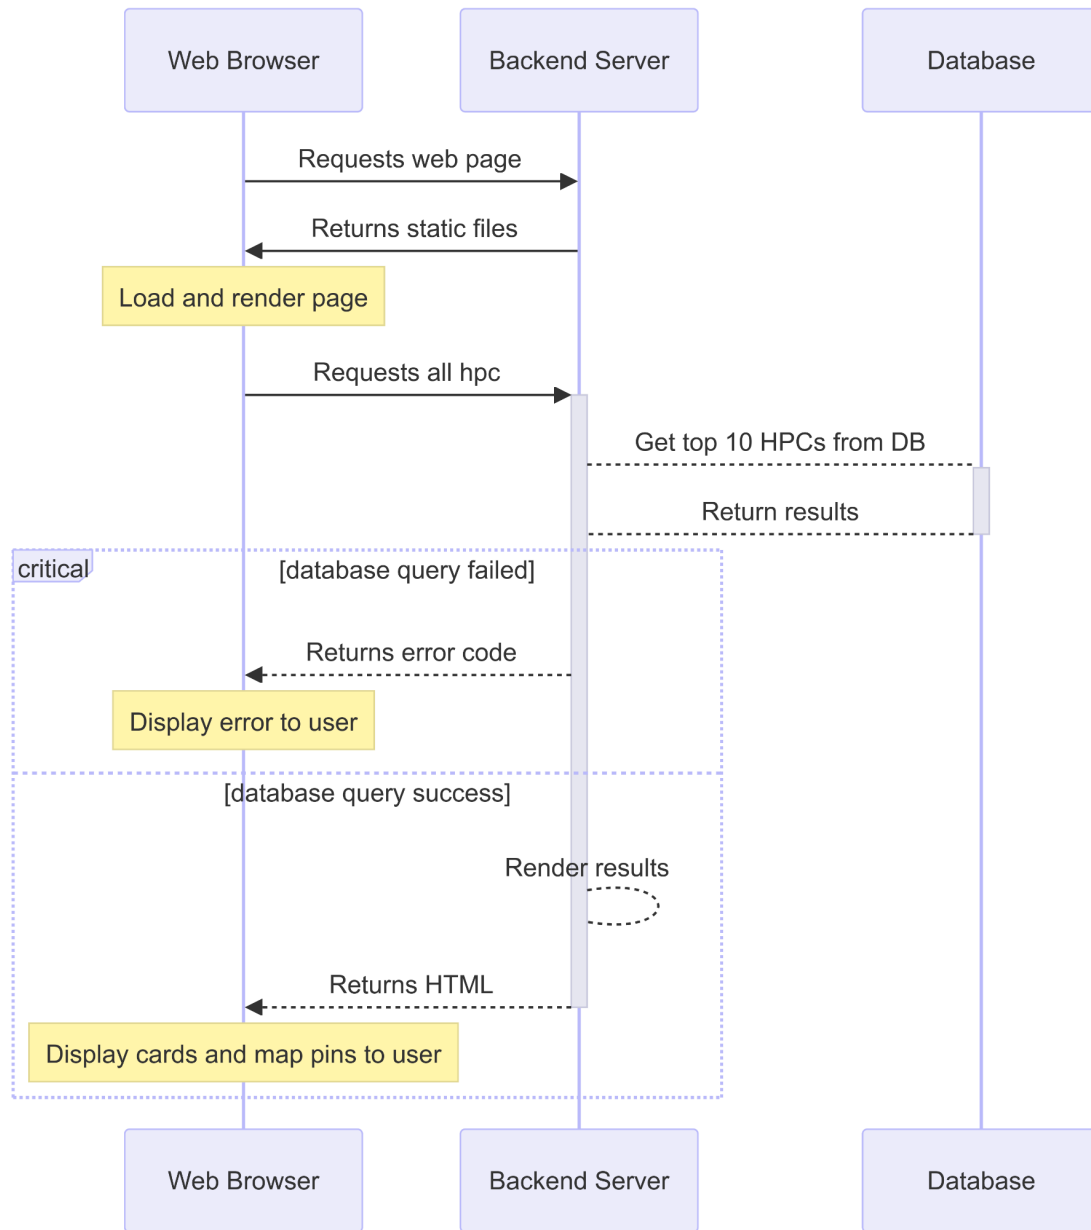 Web Browser
Backend Server
Database
Requests web page
Returns static files
Load and render page
Requests all hpc
Get top 10 HPCs from DB
Return results
critical
[database query failed]
Returns error code
Display error to user
[database query success]
Render results
Returns HTML
Display cards and map pins to user
Web Browser
Backend Server
Database